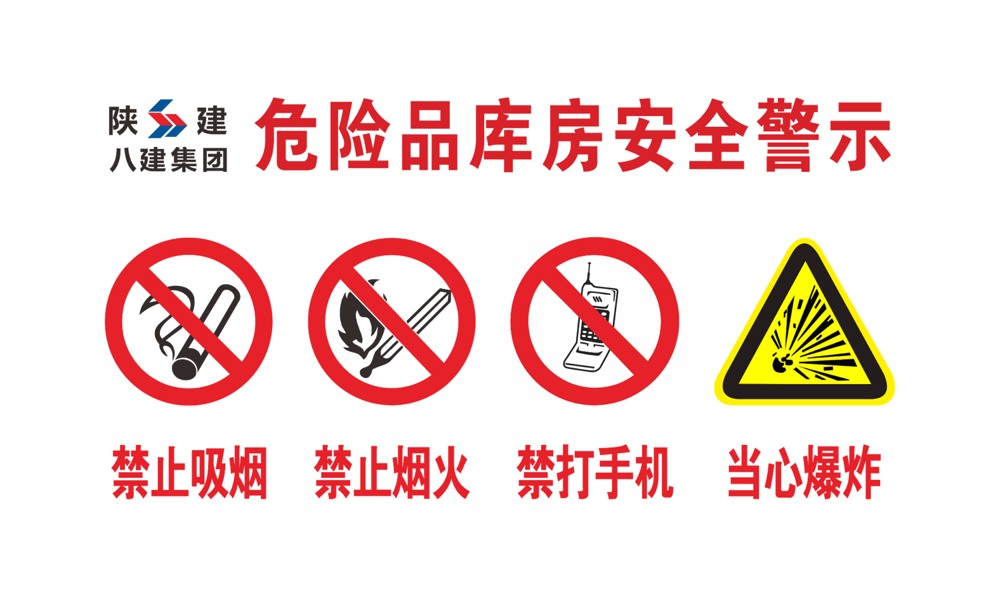 陕建
八建集团
危险品库房安全警示
禁止吸烟
禁止烟火
禁打手机
当心爆炸